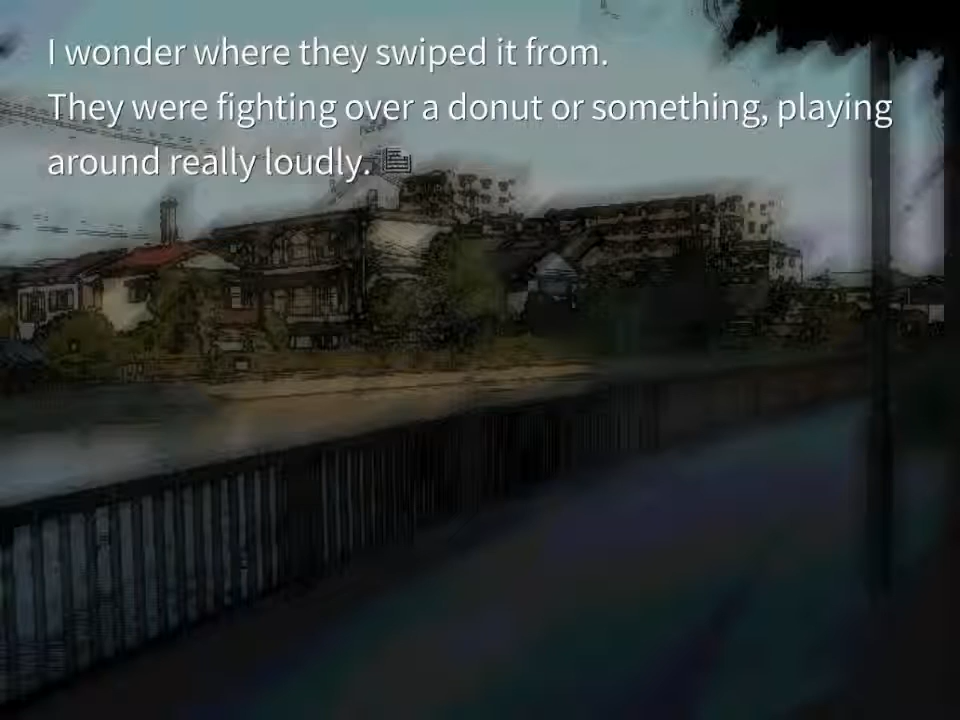 I wonder where they swiped it from.
They were fighting over a donut or something, playing
around really loudly.